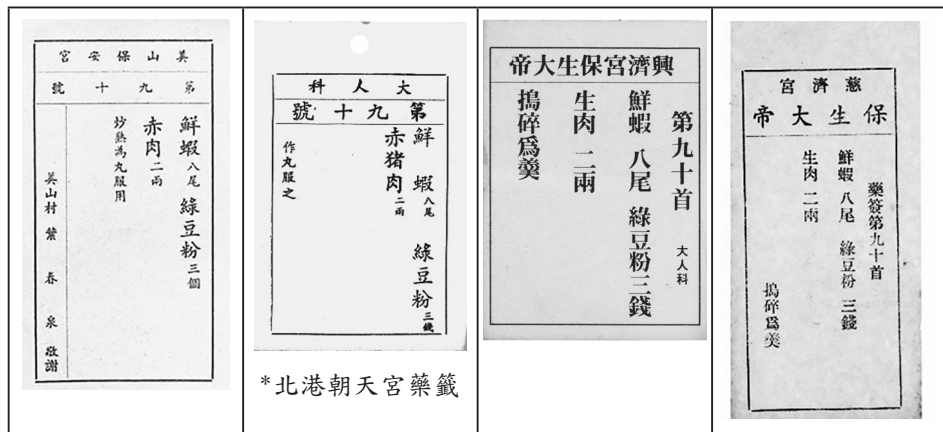 美山保安宮
第九十號
鮮蝦八尾 綠豆粉三個
赤肉二兩
炒熟為丸服用
美山村葉春泉敬謝
大人科
第九十號
鮮蝦八尾 綠豆粉三錢
赤猪肉二兩
作丸服之
*北港朝天宮藥籤
興濟宮保生大帝
第九十首 大人科
鮮蝦 八尾 綠豆粉三錢
生肉 二兩
搗碎爲羹
慈濟宮
保生大帝
藥簽第九十首
鮮蝦 八尾 綠豆粉 三錢
生肉 二兩
搗碎爲羹